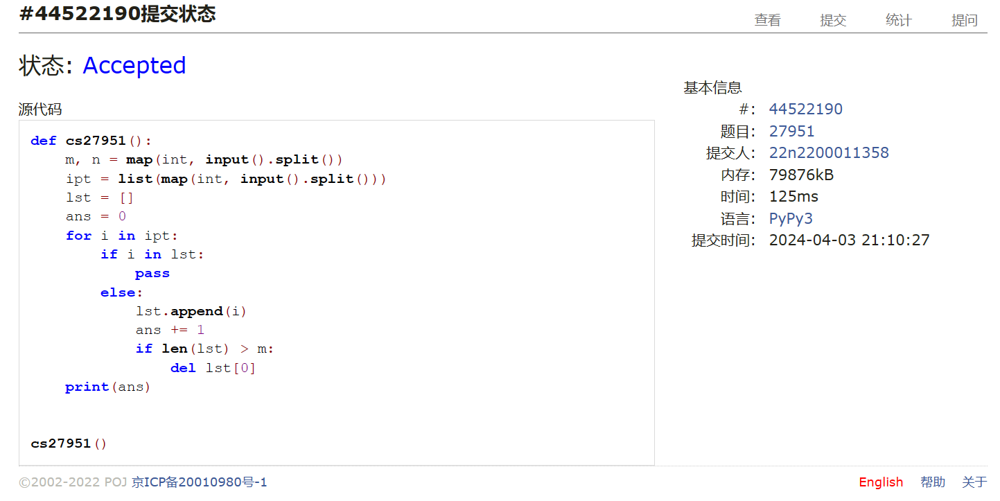 #44522190提交状态
查看 提交 统计 提问
状态: Accepted
源代码
def cs27951():
    m, n = map(int, input().split())
    ipt = list(map(int, input().split()))
    lst = []
    ans = 0
    for i in ipt:
        if i in lst:
            pass
        else:
            lst.append(i)
            ans += 1
            if len(lst) > m:
                del lst[0]
    print(ans)
cs27951()
基本信息
#: 44522190
题目: 27951
提交人: 22n2200011358
内存: 79876kB
时间: 125ms
语言: PyPy3
提交时间: 2024-04-03 21:10:27
©2002-2022 POJ 京ICP备20010980号-1
English 帮助 关于